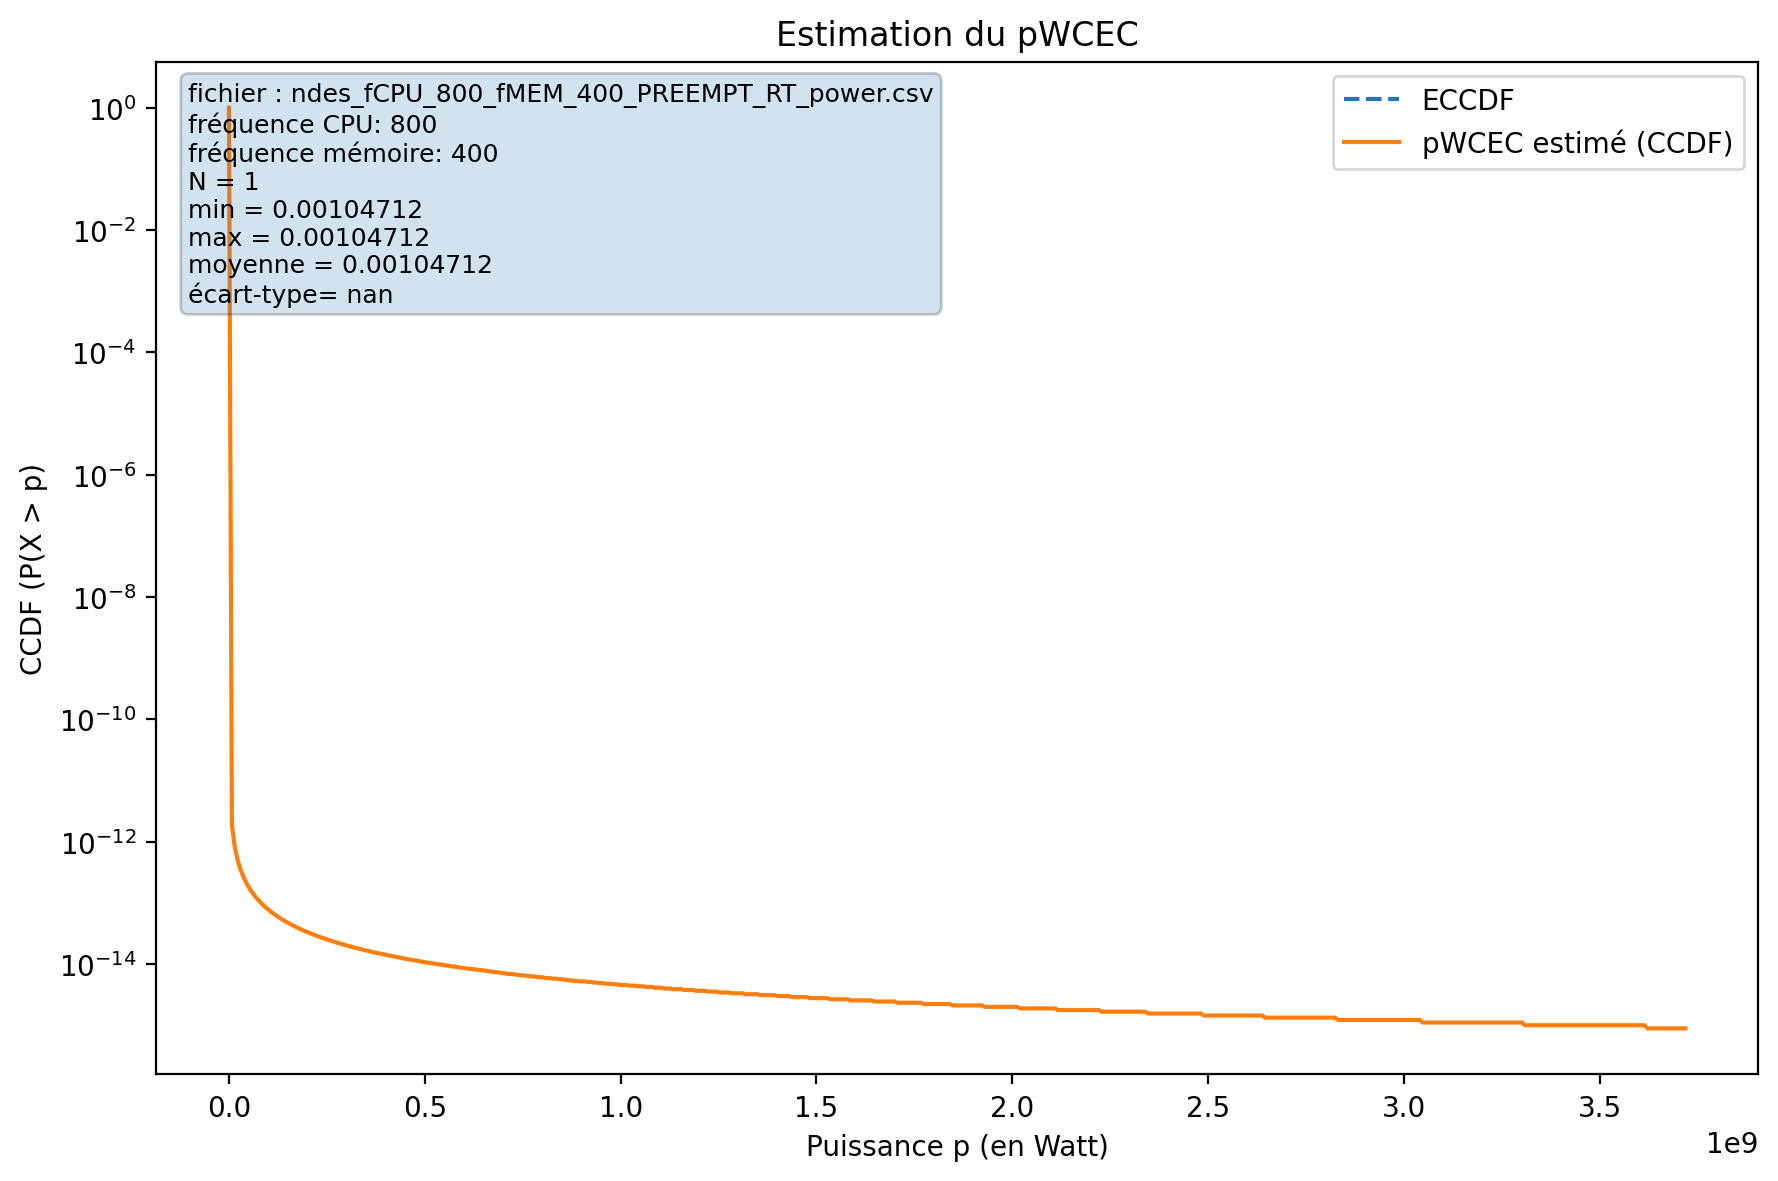 Estimation du pWCEC
fichier : ndes_fCPU_800_fMEM_400_PREEMPT_RT_power.csv
fréquence CPU: 800
fréquence mémoire: 400
N = 1
min = 0.00104712
max = 0.00104712
moyenne = 0.00104712
écart-type= nan
ECCDF
pWCEC estimé (CCDF)
CCDF (P(X > p)
10⁰
10⁻²
10⁻⁴
10⁻⁶
10⁻⁸
10⁻¹⁰
10⁻¹²
10⁻¹⁴
0.0 0.5 1.0 1.5 2.0 2.5 3.0 3.5
1e9
Puissance p (en Watt)